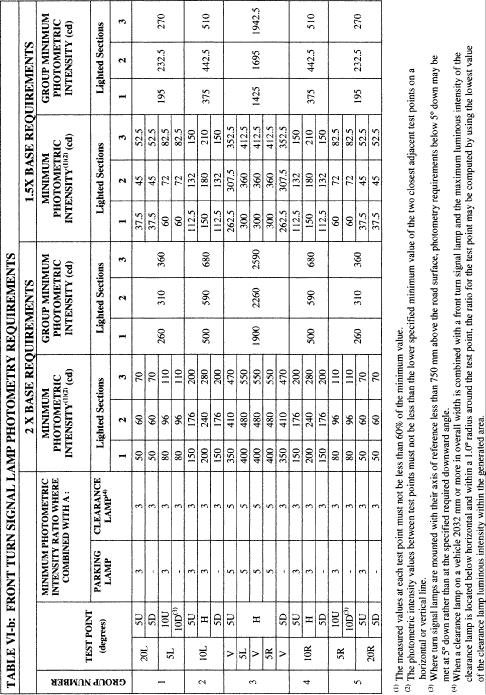 TABLE VI-b: FRONT TURN SIGNAL LAMP PHOTOMETRY REQUIREMENTS
2 X BASE REQUIREMENTS 1.5X BASE REQUIREMENTS
GROUP NUMBER
TEST POINT (degrees)
MINIMUM PHOTOMETRIC
INTENSITY RATIO WHERE
COMBINED WITH A :
MINIMUM
PHOTOMETRIC
INTENSITY(1)(2) (cd)
GROUP MINIMUM
PHOTOMETRIC
INTENSITY (cd)
MINIMUM
PHOTOMETRIC
INTENSITY(1)(2) (cd)
GROUP MINIMUM
PHOTOMETRIC
INTENSITY (cd)
PARKING LAMP
CLEARANCE LAMP(4)
Lighted Sections Lighted Sections Lighted Sections Lighted Sections
1 2 3 1 2 3 1 2 3 1 2 3
1 20L 5U 3 3 50 60 70 260 310 360 37.5 45 52.5 195 232.5 270
5D - 3 50 60 70 37.5 45 52.5
5L 10U 3 3 80 96 110 60 72 82.5
10D(3) - 3 80 96 110 60 72 82.5
2 10L 5U 3 3 150 176 200 500 590 680 112.5 132 150 375 442.5 510
H 3 3 200 240 280 150 180 210
5D - 3 150 176 200 112.5 132 150
3 V 5U 5 5 350 410 470 1900 2260 2590 262.5 307.5 352.5 1425 1695 1942.5
5L H 5 5 400 480 550 300 360 412.5
V 5 5 400 480 550 300 360 412.5
5R 5 5 400 480 550 300 360 412.5
V 5D - 5 350 410 470 262.5 307.5 352.5
4 10R 5U 3 3 150 176 200 500 590 680 112.5 132 150 375 442.5 510
H 3 3 200 240 280 150 180 210
5D - 3 150 176 200 112.5 132 150
5 5R 10U 3 3 80 96 110 260 310 360 60 72 82.5 195 232.5 270
10D(3) - 3 80 96 110 60 72 82.5
20R 5U 3 3 50 60 70 37.5 45 52.5
5D - 3 50 60 70 37.5 45 52.5
(1) The measured values at each test point must not be less than 60% of the minimum value.
(2) The photometric intensity values between test points must not be less than the lower specified minimum value of the two closest adjacent test points on a
horizontal or vertical line.
(3) Where turn signal lamps are mounted with their axis of reference less than 750 mm above the road surface, photometry requirements below 5° down may be
met at 5° down rather than at the specified required downward angle.
(4) When a clearance lamp on a vehicle 2032 mm or more in overall width is combined with a front turn signal lamp and the maximum luminous intensity of the
clearance lamp is located below horizontal and within a 1.0° radius around the test point, the ratio for the test point may be computed by using the lowest value
of the clearance lamp luminous intensity within the generated area.